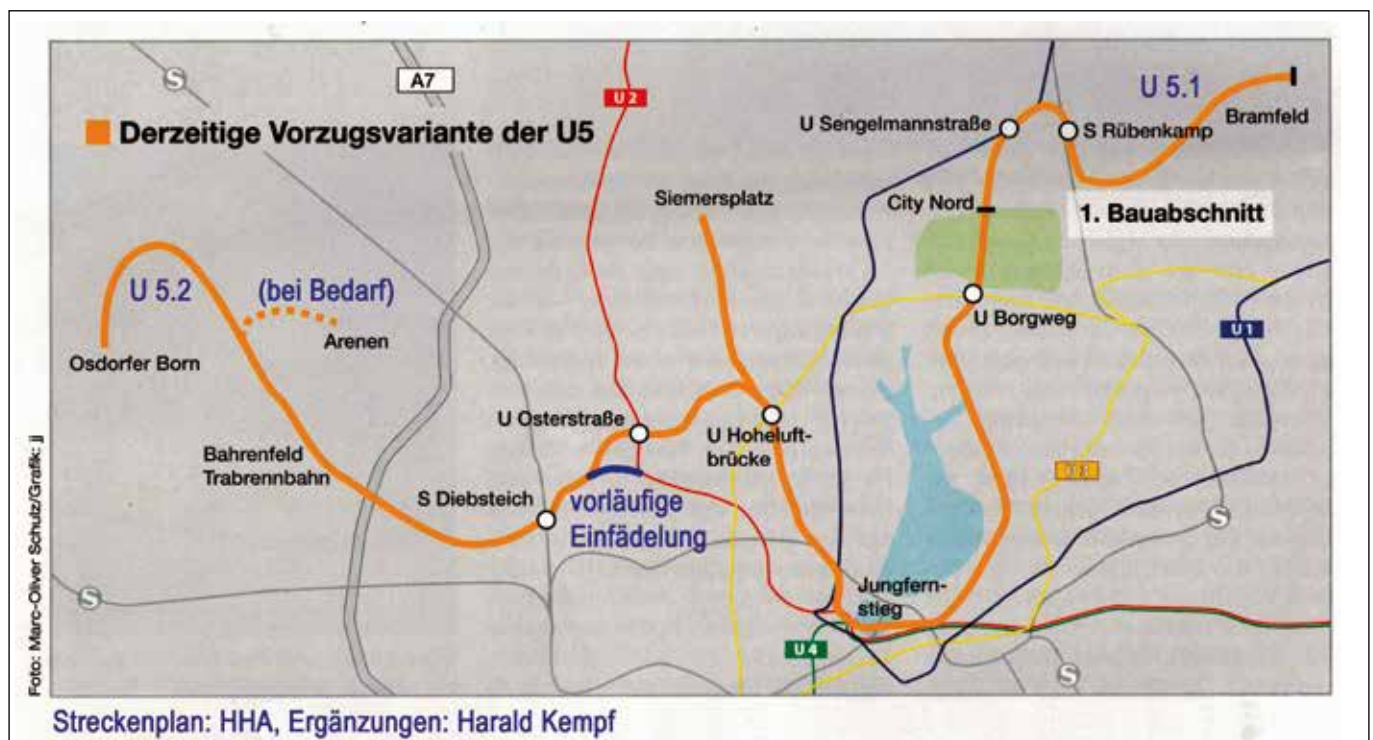 S
A7
U 2
U 5.1
Bramfeld
U Sengelmannstraße
S Rübenkamp
Derzeitige Vorzugsvariante der U5
Siemersplatz
City Nord
1. Bauabschnitt
U 5.2
(bei Bedarf)
Arenen
Osdorfer Born
U Borgweg
U 1
U Osterstraße
U Hoheluft-
brücke
Bahrenfeld
Trabrennbahn
S Diebsteich
vorläufige
Einfädelung
U 3
S
S
Jungfern-
stieg
U 4
S
Foto: Marc-Oliver Schulz/Grafik: jj
Streckenplan: HHA, Ergänzungen: Harald Kempf